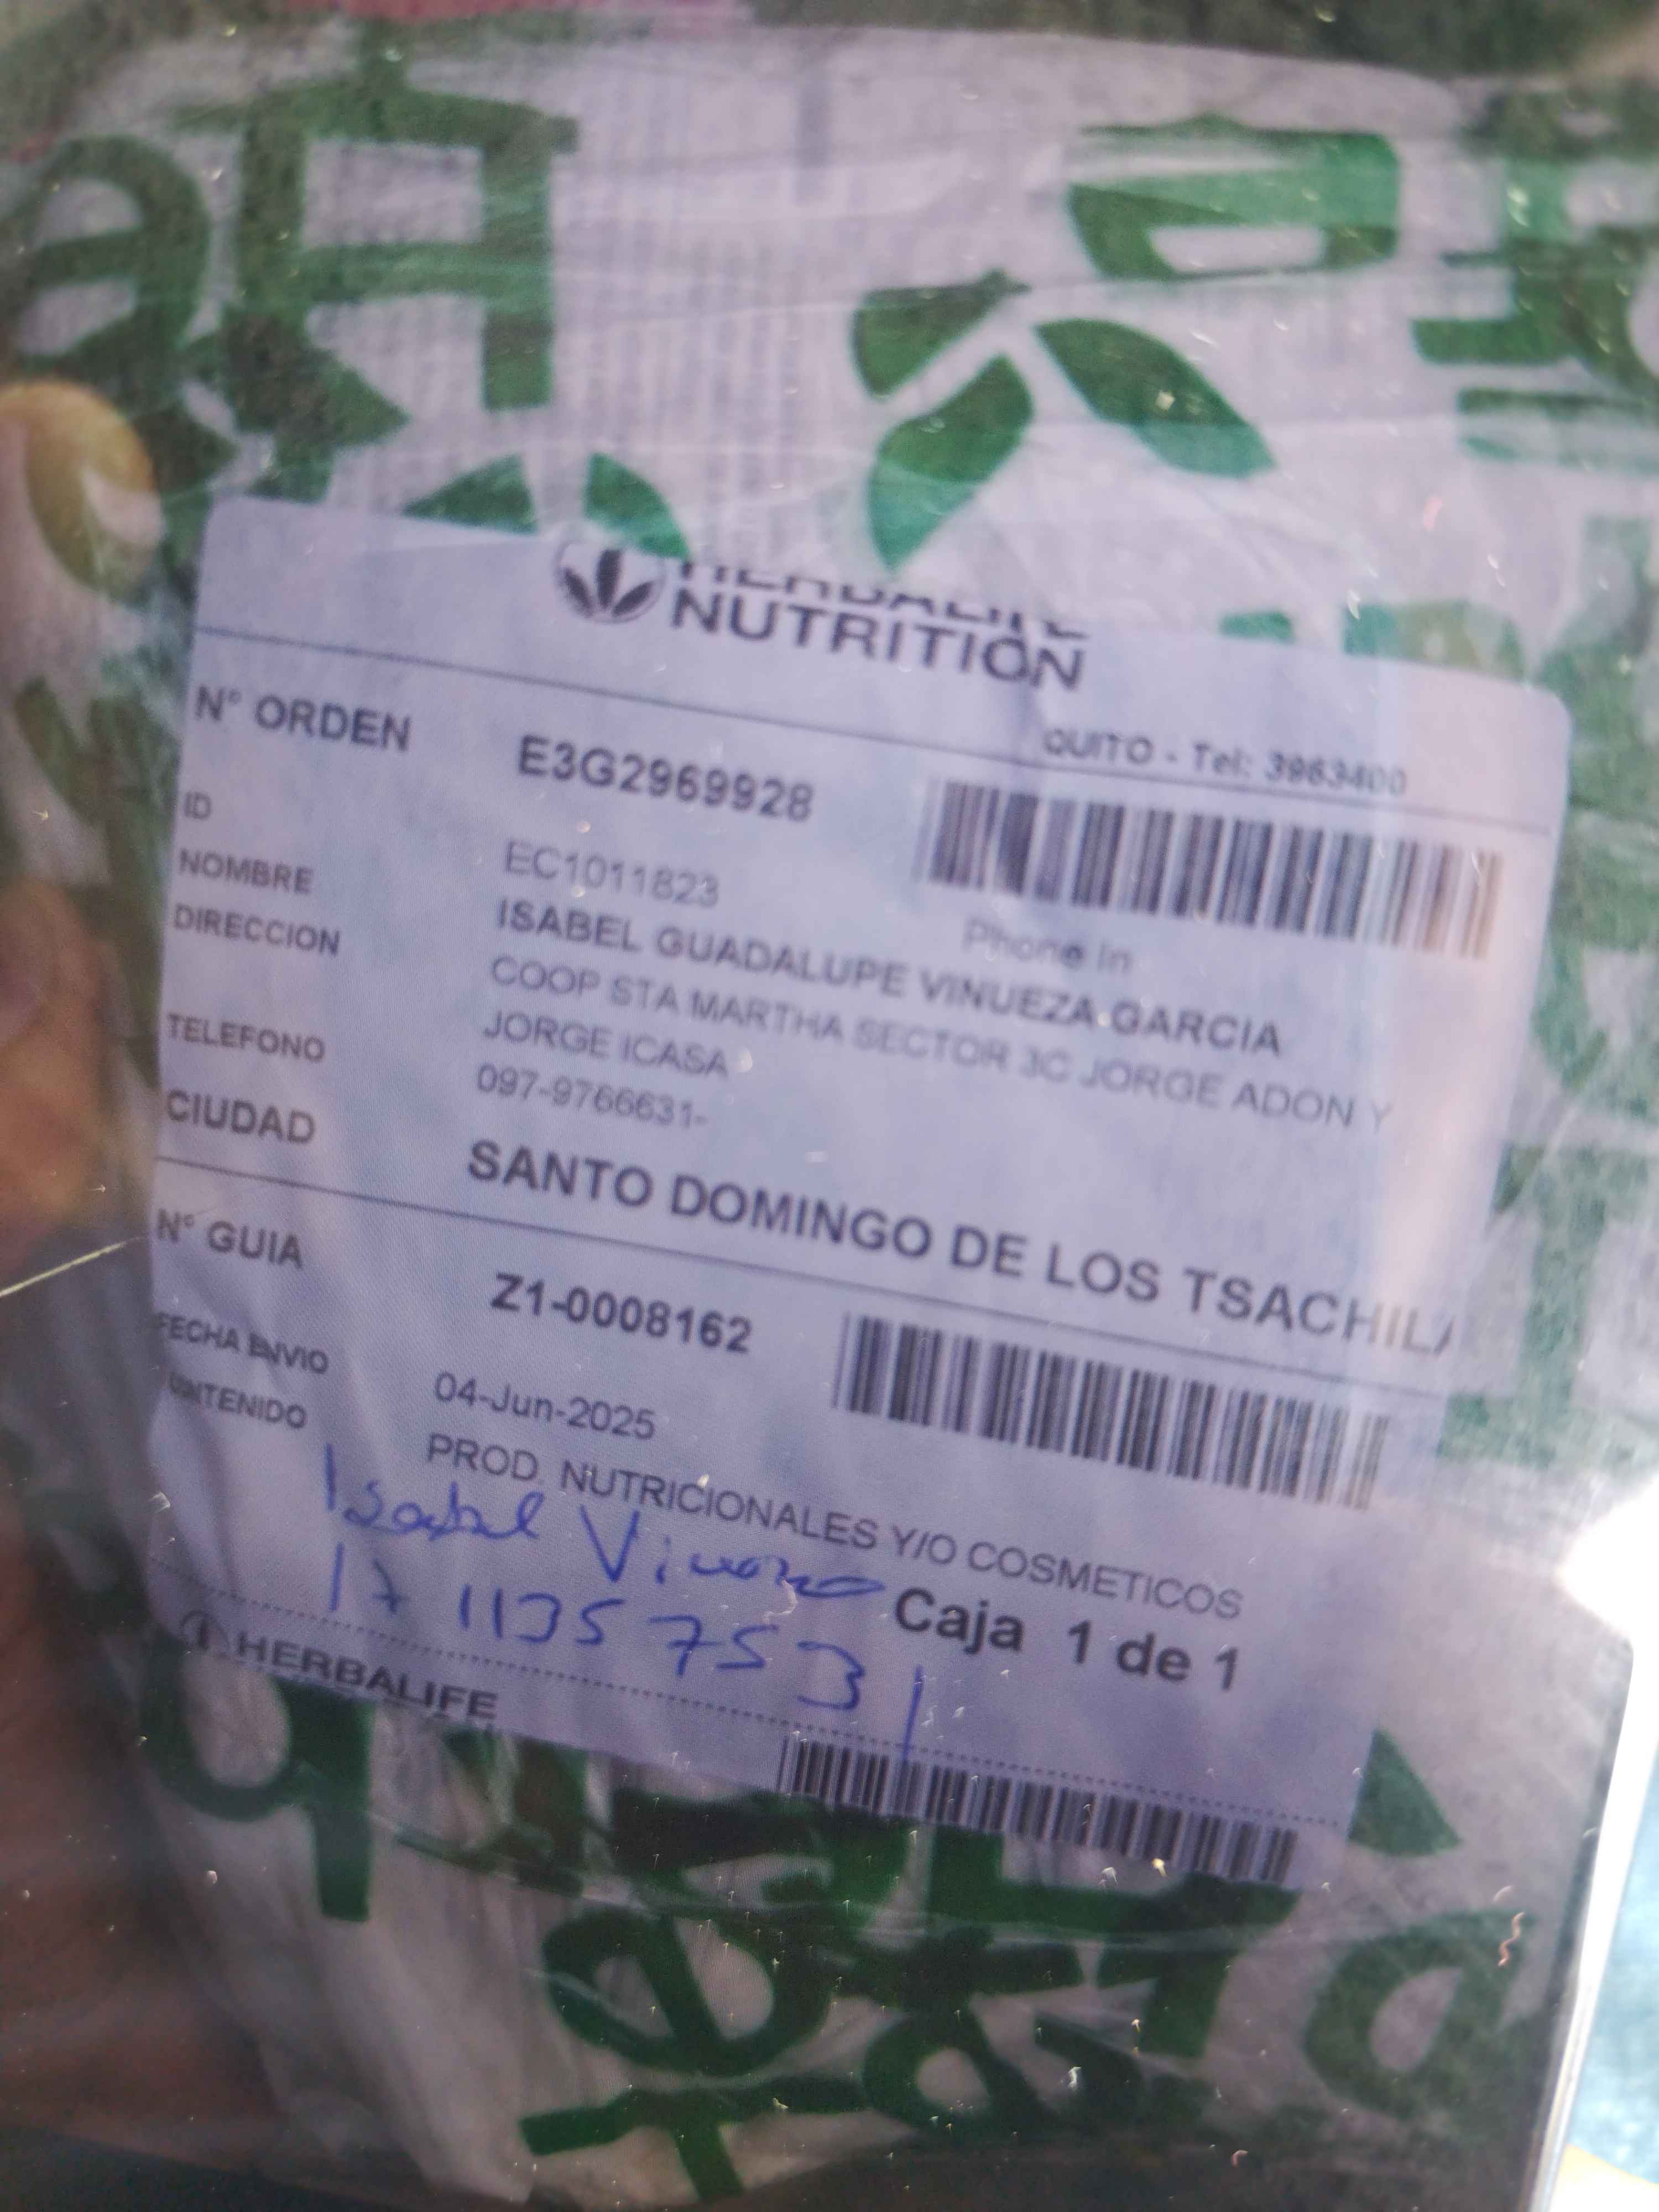 HERBALIFE
NUTRITION
QUITO - Tel: 3963400
N° ORDEN E3G2969928
ID EC1011823
Phone In
NOMBRE ISABEL GUADALUPE VINUEZA GARCIA
DIRECCION COOP STA MARTHA SECTOR 3C JORGE ADON Y
JORGE ICASA
TELEFONO 097-9766631-
CIUDAD SANTO DOMINGO DE LOS TSACHILA
N° GUIA Z1-0008162
FECHA ENVIO 04-Jun-2025
CONTENIDO PROD. NUTRICIONALES Y/O COSMETICOS
Isabel Vinueza
Caja 1 de 1
HERBALIFE